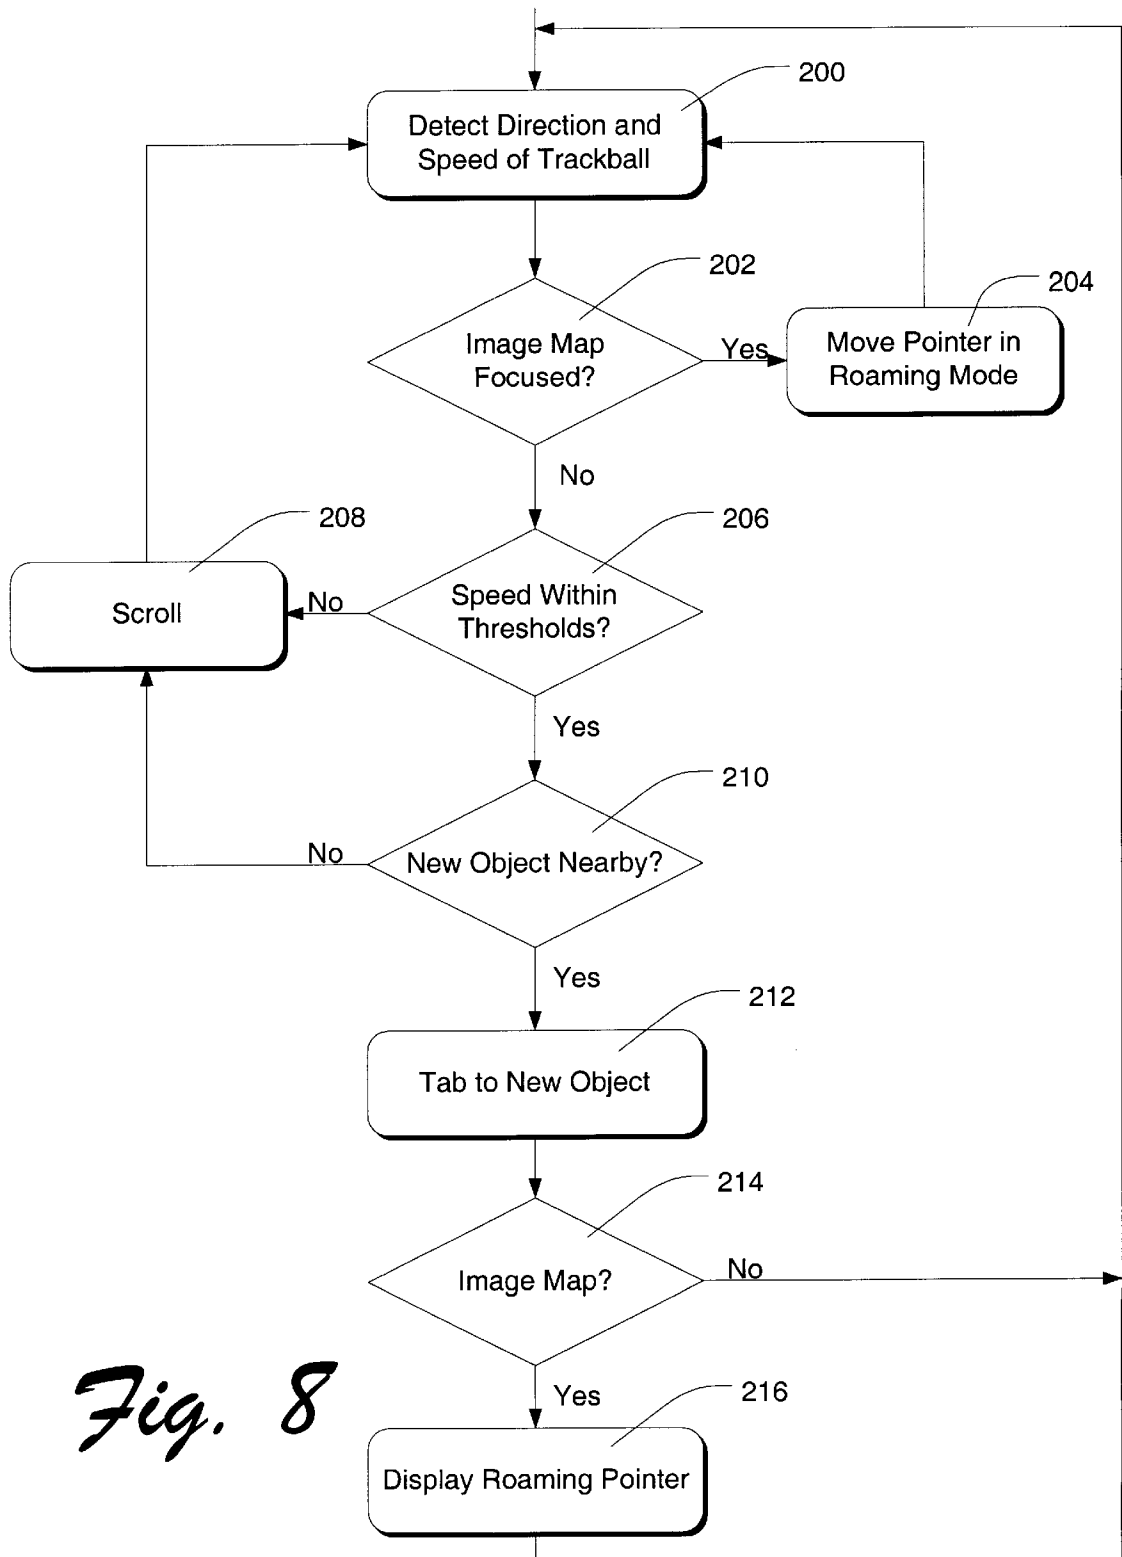 200
Detect Direction and
Speed of Trackball
202
204
Image Map
Focused?
Yes
Move Pointer in
Roaming Mode
No
208
206
Scroll
No
Speed Within
Thresholds?
Yes
210
No
New Object Nearby?
Yes
212
Tab to New Object
214
Image Map?
No
Fig. 8
Yes
216
Display Roaming Pointer